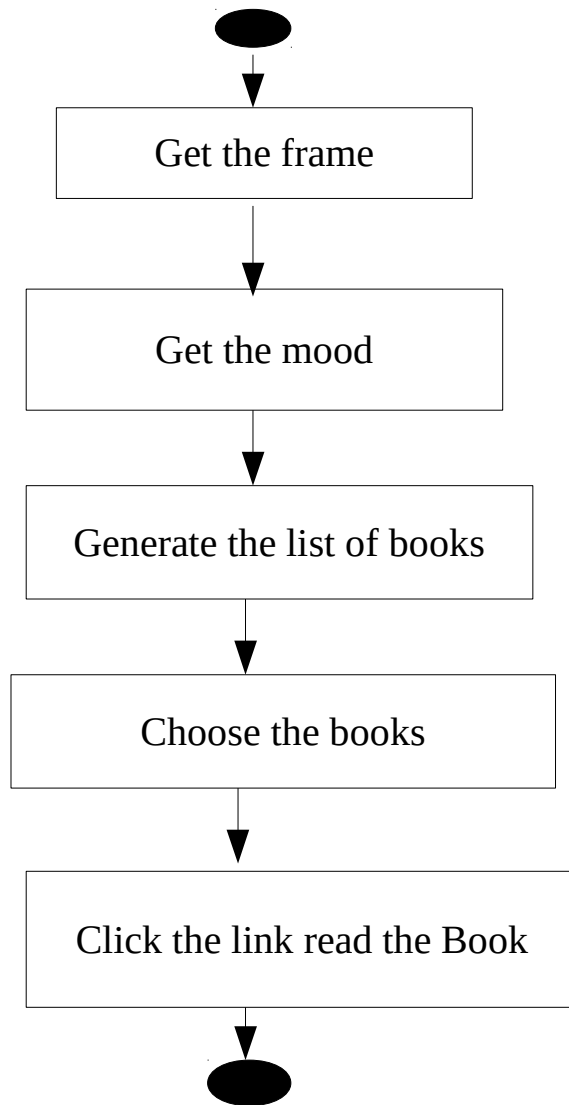 Get the frame
Get the mood
Generate the list of books
Choose the books
Click the link read the Book